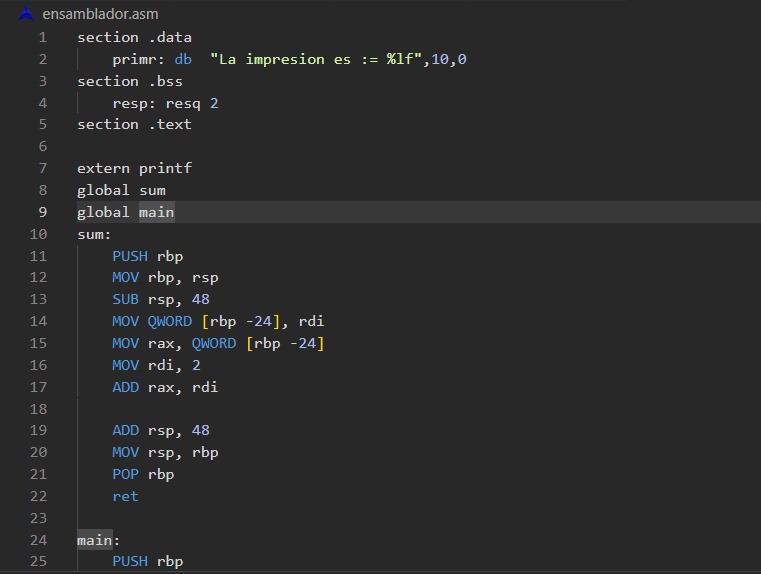 ensamblador.asm
1 section .data
2     primr: db  "La impresion es := %lf",10,0
3 section .bss
4     resp: resq 2
5 section .text
6
7 extern printf
8 global sum
9 global main
10 sum:
11     PUSH rbp
12     MOV rbp, rsp
13     SUB rsp, 48
14     MOV QWORD [rbp -24], rdi
15     MOV rax, QWORD [rbp -24]
16     MOV rdi, 2
17     ADD rax, rdi
18
19     ADD rsp, 48
20     MOV rsp, rbp
21     POP rbp
22     ret
23
24 main:
25     PUSH rbp